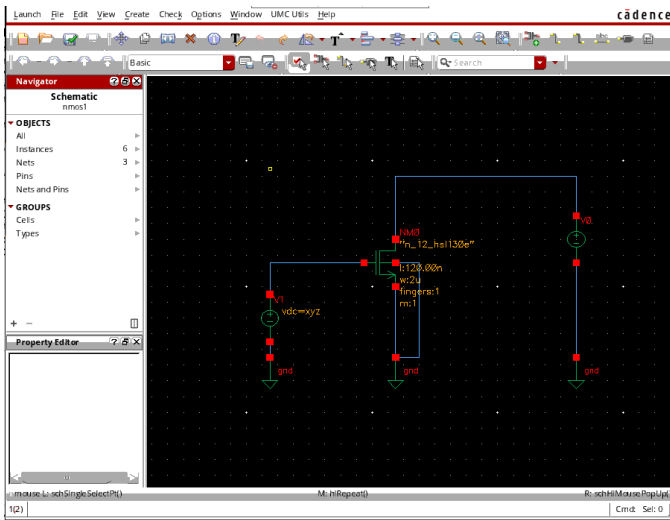 Launch File Edit View Create Check Options Window UMC Utils Help
cādence
Basic
Search
Navigator
Schematic
nmos1
OBJECTS
All
Instances 6
Nets 3
Pins
Nets and Pins
GROUPS
Cells
Types
Property Editor
NM0
"n_12_hsl130e"
l:120.00n
w:2u
fingers:1
m:1
V0
V1
vdc=xyz
gnd
gnd
gnd
mouse L: schSingleSelectPt()
M: hiRepeat()
R: schHiMousePopUp(
1(2)
Cmd: Sel: 0